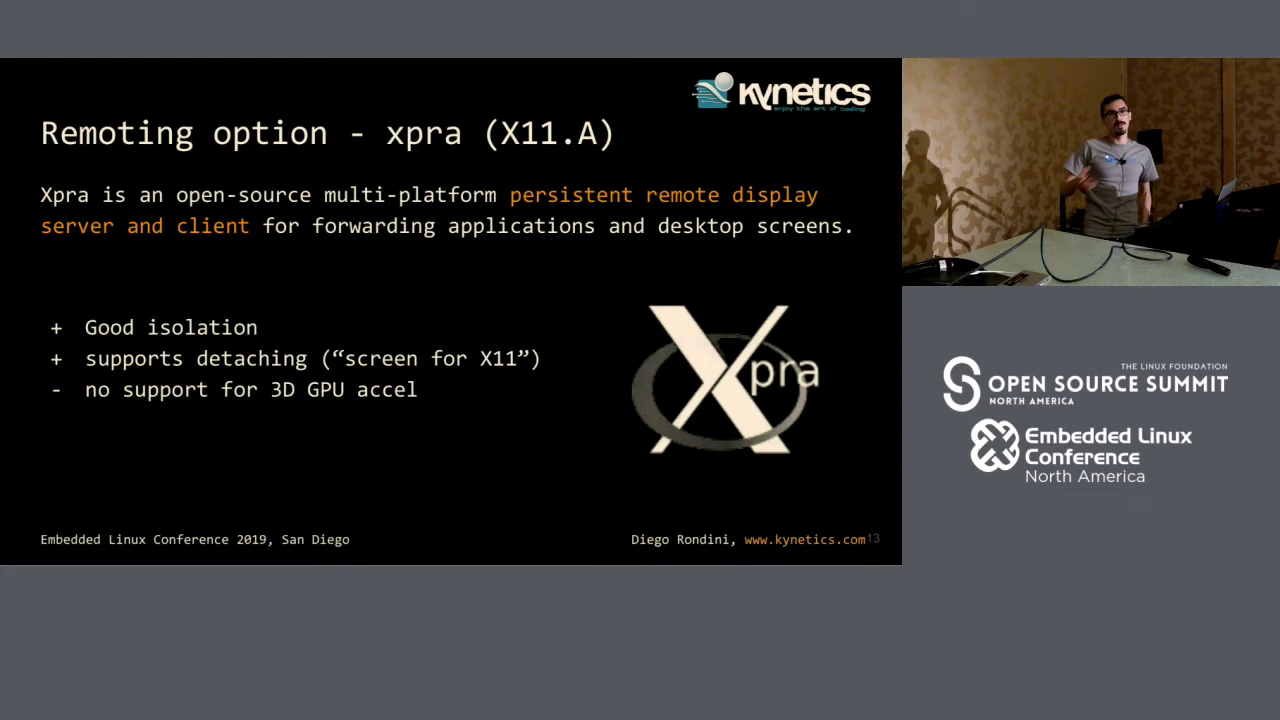 kynetics
enjoy the art of coding
Remoting option - xpra (X11.A)
Xpra is an open-source multi-platform persistent remote display
server and client for forwarding applications and desktop screens.
+ Good isolation
+ supports detaching (“screen for X11”)
- no support for 3D GPU accel
Xpra
Embedded Linux Conference 2019, San Diego
Diego Rondini, www.kynetics.com 13
THE LINUX FOUNDATION
OPEN SOURCE SUMMIT
NORTH AMERICA
Embedded Linux
Conference
North America